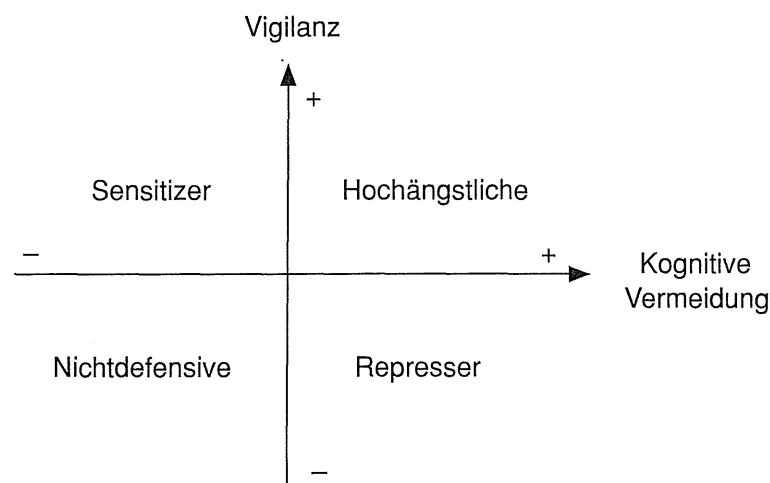 Vigilanz
+
Sensitizer
Hochängstliche
–
+
Kognitive
Vermeidung
Nichtdefensive
Represser
–